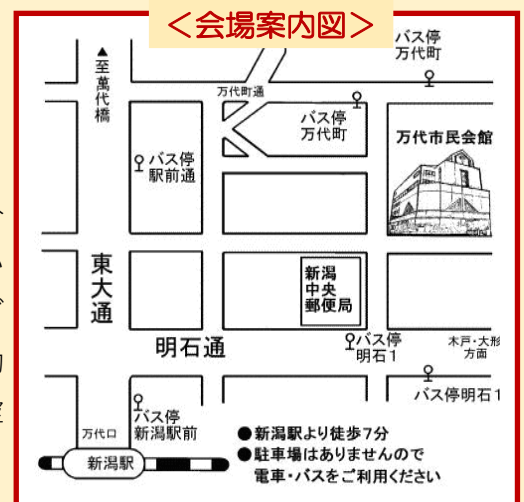 ＜会場案内図＞
▲至萬代橋
万代町通
バス停
万代町
バス停
万代町
バス停
駅前通
万代市民会館
東大通
新潟
中央
郵便局
明石通
バス停
明石1
木戸・大形
方面
バス停明石1
バス停
新潟駅前
万代口
新潟駅
●新潟駅より徒歩7分
●駐車場はありませんので
電車・バスをご利用ください